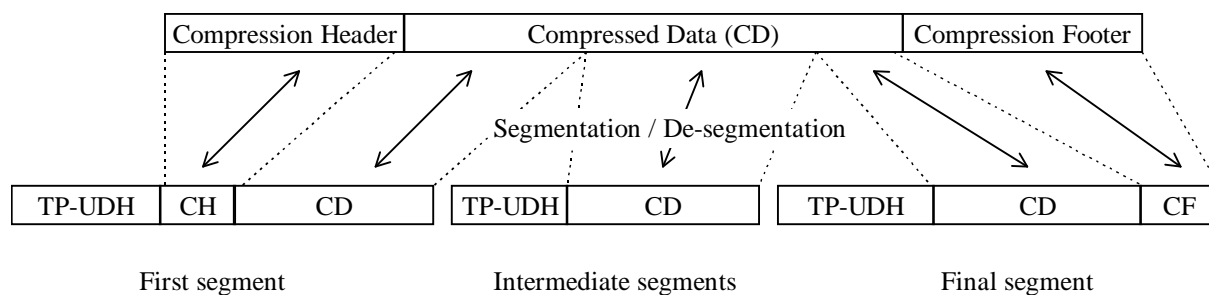 Compression Header Compressed Data (CD) Compression Footer
Segmentation / De-segmentation
TP-UDH CH CD TP-UDH CD TP-UDH CD CF
First segment Intermediate segments Final segment